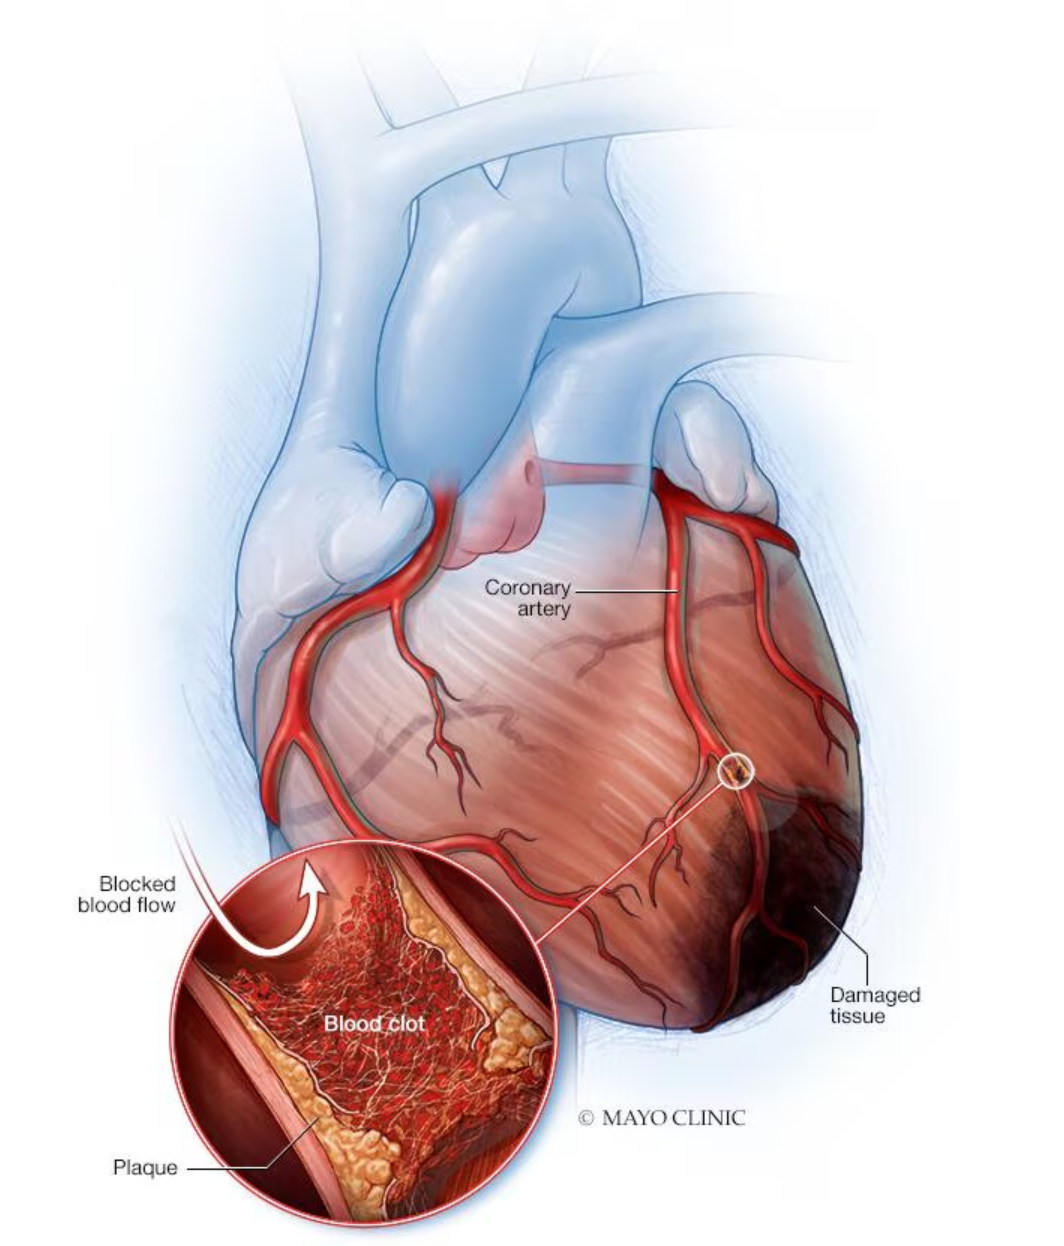 Coronary
artery
Blocked
blood flow
Blood clot
Damaged
tissue
© MAYO CLINIC
Plaque